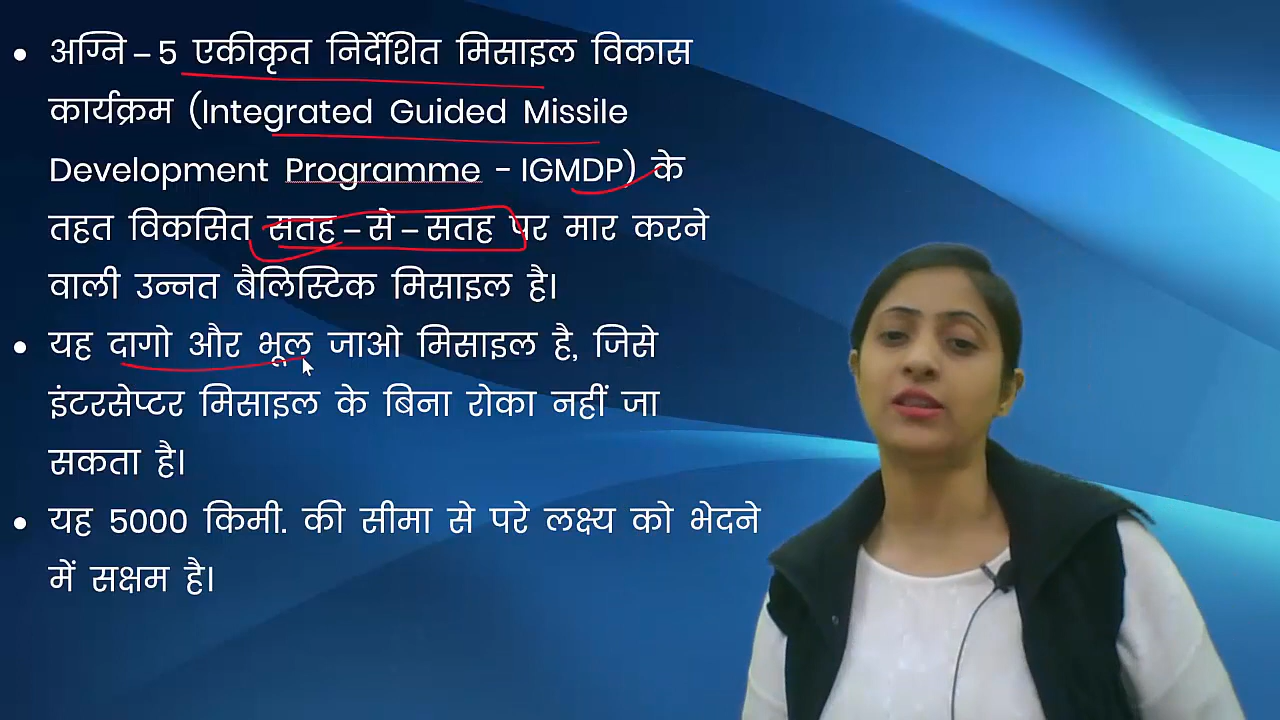 • अग्नि – 5 एकीकृत निर्देशित मिसाइल विकास
कार्यक्रम (Integrated Guided Missile
Development Programme - IGMDP) के
तहत विकसित सतह – से – सतह पर मार करने
वाली उन्नत बैलिस्टिक मिसाइल है।
• यह दागो और भूल जाओ मिसाइल है, जिसे
इंटरसेप्टर मिसाइल के बिना रोका नहीं जा
सकता है।
• यह 5000 किमी. की सीमा से परे लक्ष्य को भेदने
में सक्षम है।